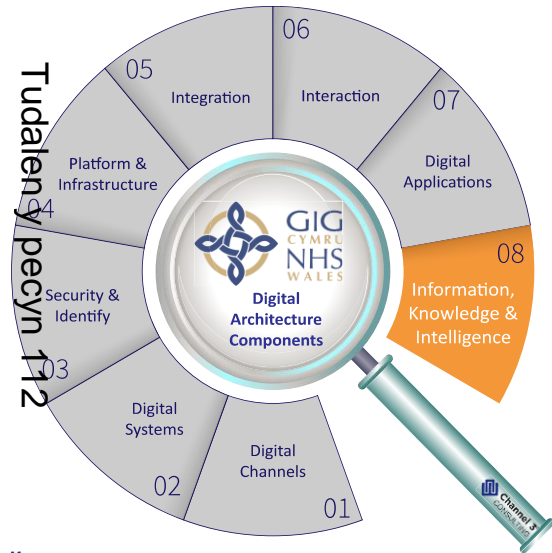 Tudalen y pecyn 112
01
Digital
Channels
02
Digital
Systems
03
Security &
Identify
04
Platform &
Infrastructure
05
Integration
06
Interaction
07
Digital
Applications
08
Information,
Knowledge &
Intelligence
GIG
CYMRU
NHS
WALES
Digital
Architecture
Components
Channel 3
CONSULTING